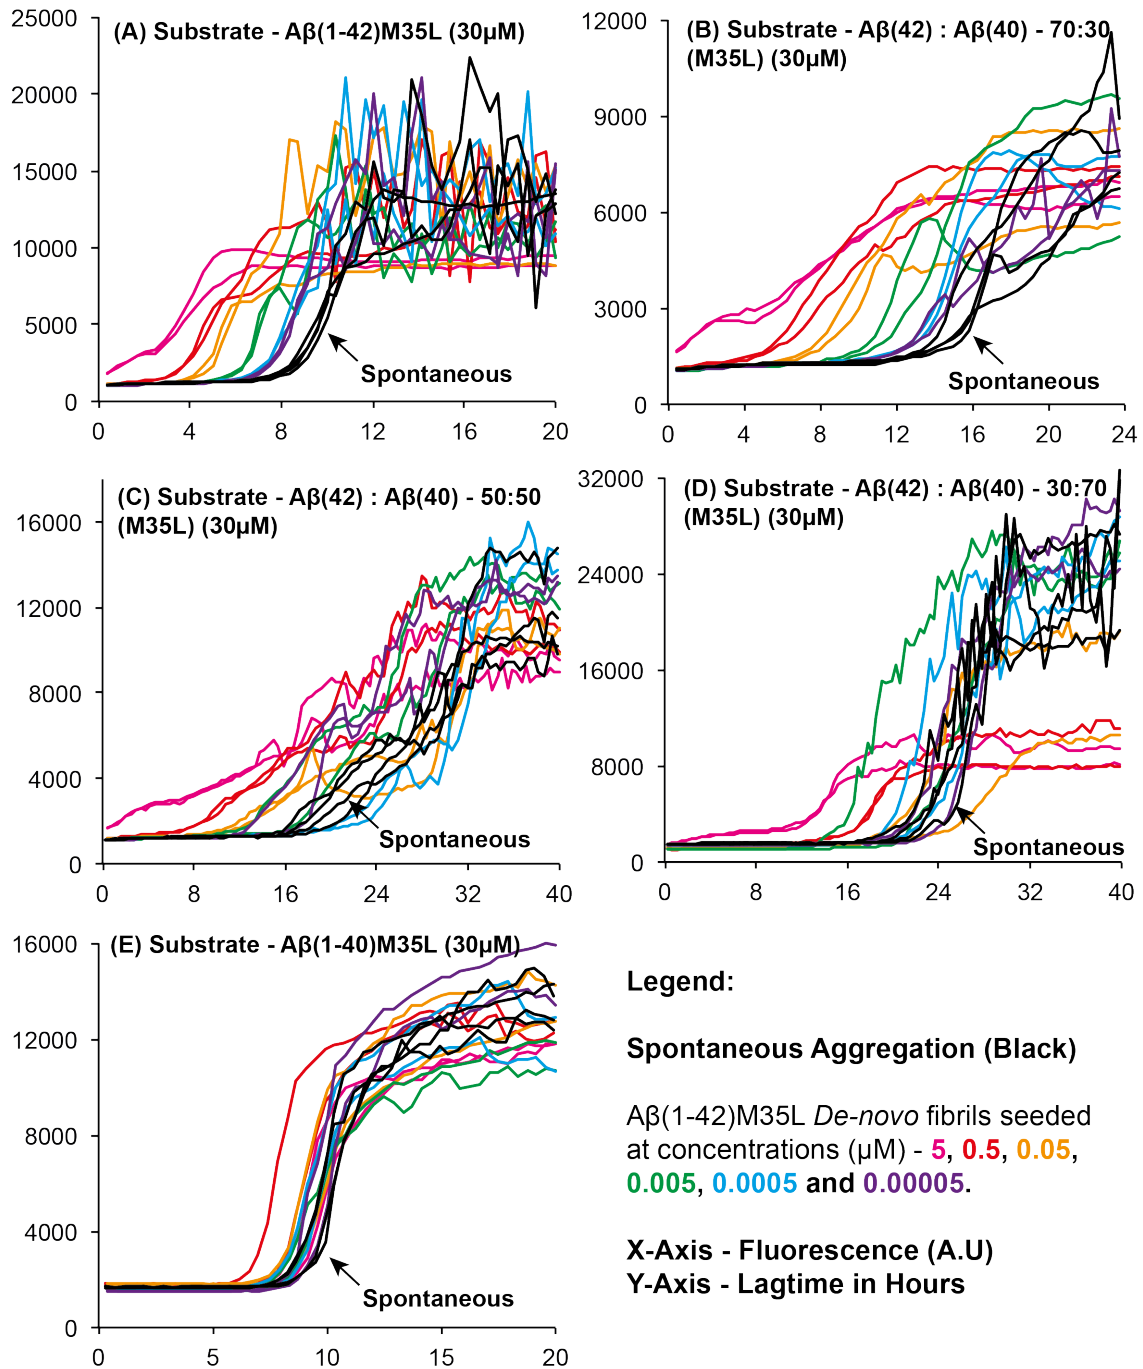 (A) Substrate - Aβ(1-42)M35L (30µM)
25000
20000
15000
10000
5000
0
0 4 8 12 16 20
Spontaneous
(B) Substrate - Aβ(42) : Aβ(40) - 70:30
(M35L) (30µM)
12000
9000
6000
3000
0
0 4 8 12 16 20 24
Spontaneous
(C) Substrate - Aβ(42) : Aβ(40) - 50:50
(M35L) (30µM)
16000
12000
8000
4000
0
0 8 16 24 32 40
Spontaneous
(D) Substrate - Aβ(42) : Aβ(40) - 30:70
(M35L) (30µM)
32000
24000
16000
8000
0
0 8 16 24 32 40
Spontaneous
(E) Substrate - Aβ(1-40)M35L (30µM)
16000
12000
8000
4000
0
0 5 10 15 20
Spontaneous
Legend:
Spontaneous Aggregation (Black)
Aβ(1-42)M35L De-novo fibrils seeded
at concentrations (µM) - 5, 0.5, 0.05,
0.005, 0.0005 and 0.00005.
X-Axis - Fluorescence (A.U)
Y-Axis - Lagtime in Hours